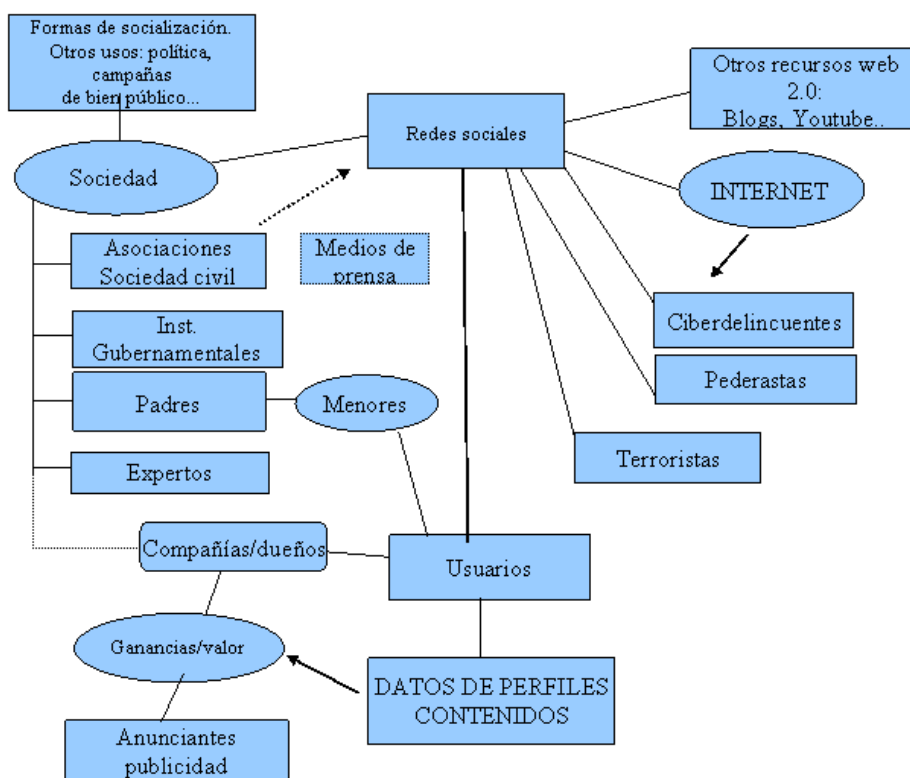 Formas de socialización.
Otros usos: política,
campañas
de bien público...
Otros recursos web
2.0:
Blogs, Youtube..
Redes sociales
Sociedad
INTERNET
Asociaciones
Sociedad civil
Medios de
prensa
Ciberdelincuentes
Inst.
Gubernamentales
Pederastas
Padres
Menores
Terroristas
Expertos
Compañías/dueños
Usuarios
Ganancias/valor
DATOS DE PERFILES
CONTENIDOS
Anunciantes
publicidad